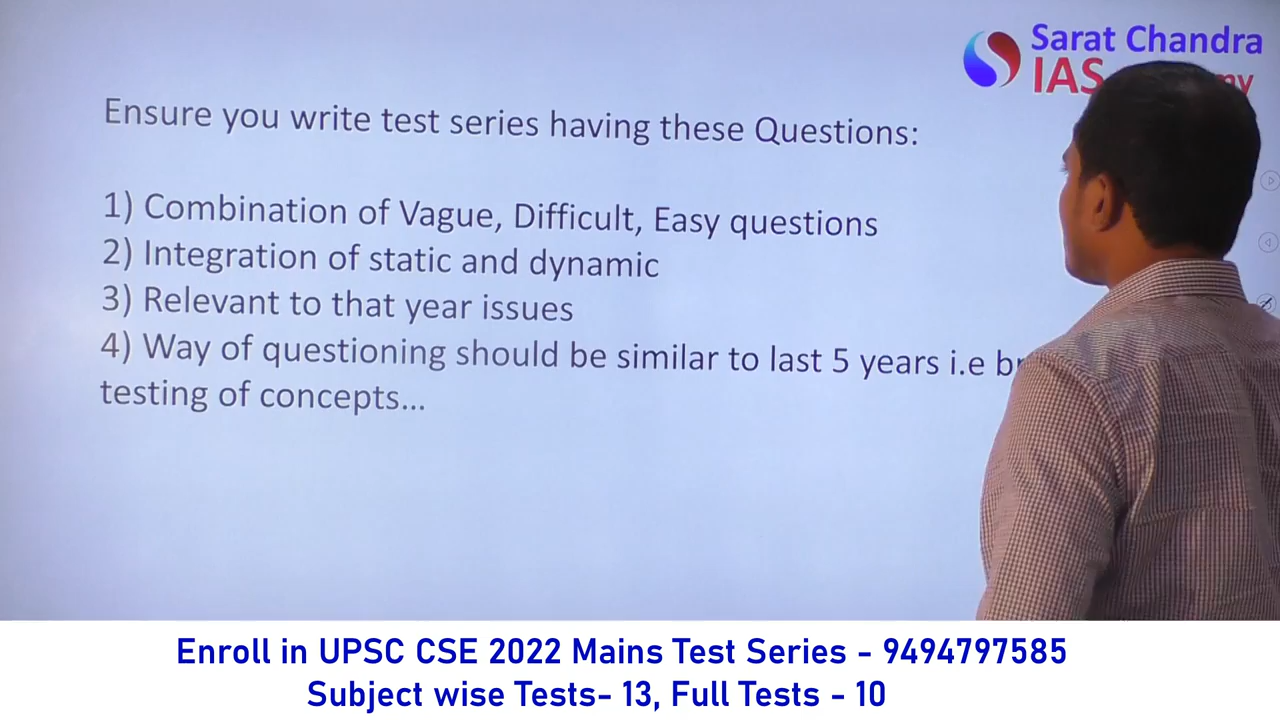 Sarat Chandra
IAS
Ensure you write test series having these Questions:
1) Combination of Vague, Difficult, Easy questions
2) Integration of static and dynamic
3) Relevant to that year issues
4) Way of questioning should be similar to last 5 years i.e
testing of concepts...
Enroll in UPSC CSE 2022 Mains Test Series - 9494797585
Subject wise Tests- 13, Full Tests - 10